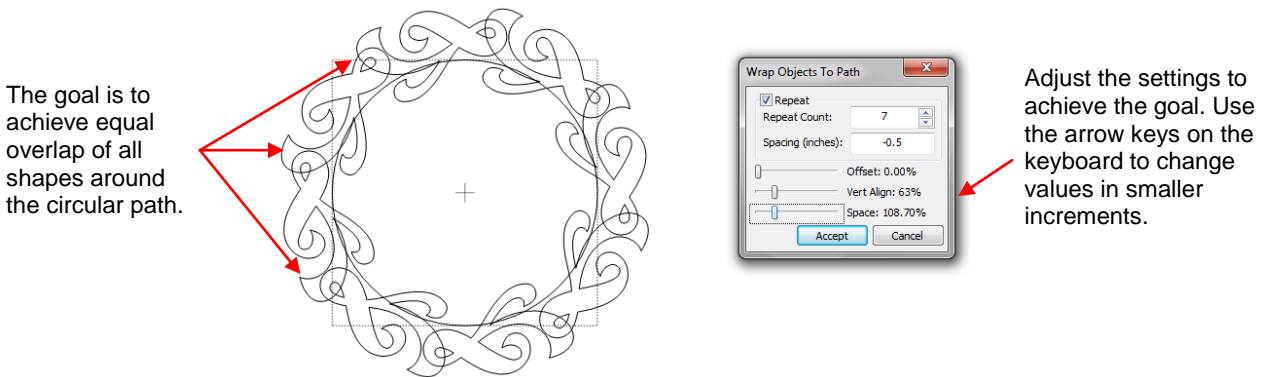 The goal is to
achieve equal
overlap of all
shapes around
the circular path.
Wrap Objects To Path
Repeat
Repeat Count: 7
Spacing (inches): -0.5
Offset: 0.00%
Vert Align: 63%
Space: 108.70%
Accept Cancel
Adjust the settings to
achieve the goal. Use
the arrow keys on the
keyboard to change
values in smaller
increments.